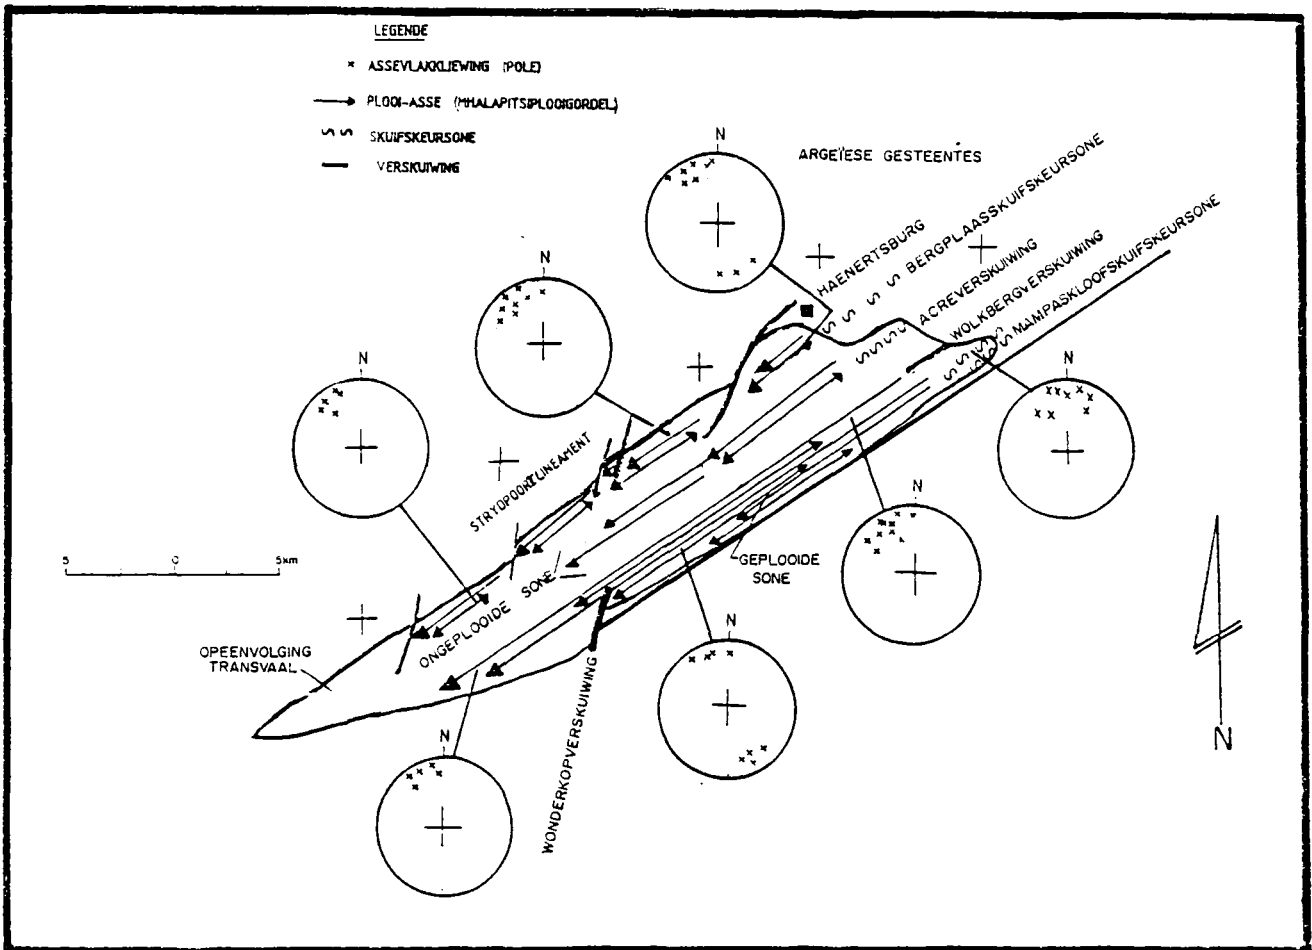 LEGENDE
× ASSEVLAKKLIEWING (POLE)
PLOOI-ASSE (MHALAPITSIPLOOIGORDEL)
SKUIFSKEURSONE
VERSKUIWING
N
ARGEÏESE GESTEENTES
HAENERTSBURG
BERGPLAASSKUIFSKEURSONE
ACREVERSKUIWING
WOLKBERGVERSKUIWING
MAMPASKLOOFSKUIFSKEURSONE
N
N
N
N
STRYDPOORTLINEAMENT
5 0 5km
GEPLOOIDE
SONE
ONGEPLOOIDE SONE
OPEENVOLGING
TRANSVAAL
N
N
WONDERKOPVERSKUIWING
N